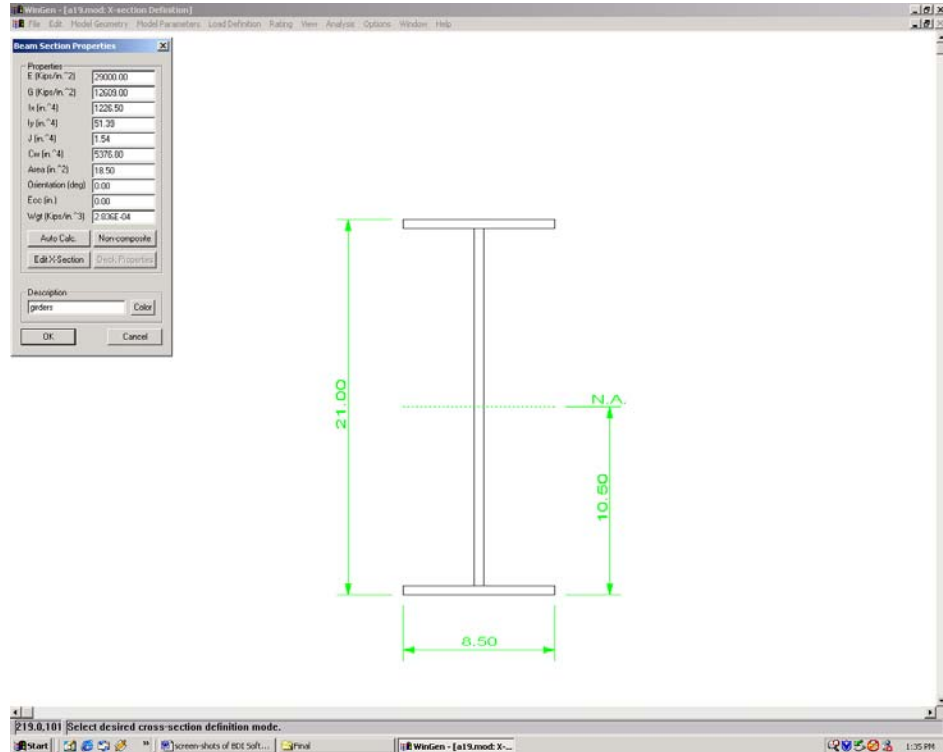 WinGen - [a19.mod: X-section Definition]
File Edit Model Geometry Model Parameters Load Definition Rating View Analysis Options Window Help
Beam Section Properties
Properties
E (Kips/in.^2) 29000.00
G (Kips/in.^2) 12609.00
Ix (in.^4) 1226.50
Iy (in.^4) 51.39
J (in.^4) 1.54
Cw (in.^4) 5376.80
Area (in.^2) 18.50
Orientation (deg) 0.00
Ecc (in.) 0.00
Wgt (Kips/in.^3) 2.836E-04
Auto Calc. Non-composite
Edit X-Section Deck Properties
Description
girders Color
OK Cancel
21.00
N.A.
10.50
8.50
219.0,101 Select desired cross-section definition mode.
Start screen-shots of BDI Soft... Final WinGen - [a19.mod: X-... 1:35 PM